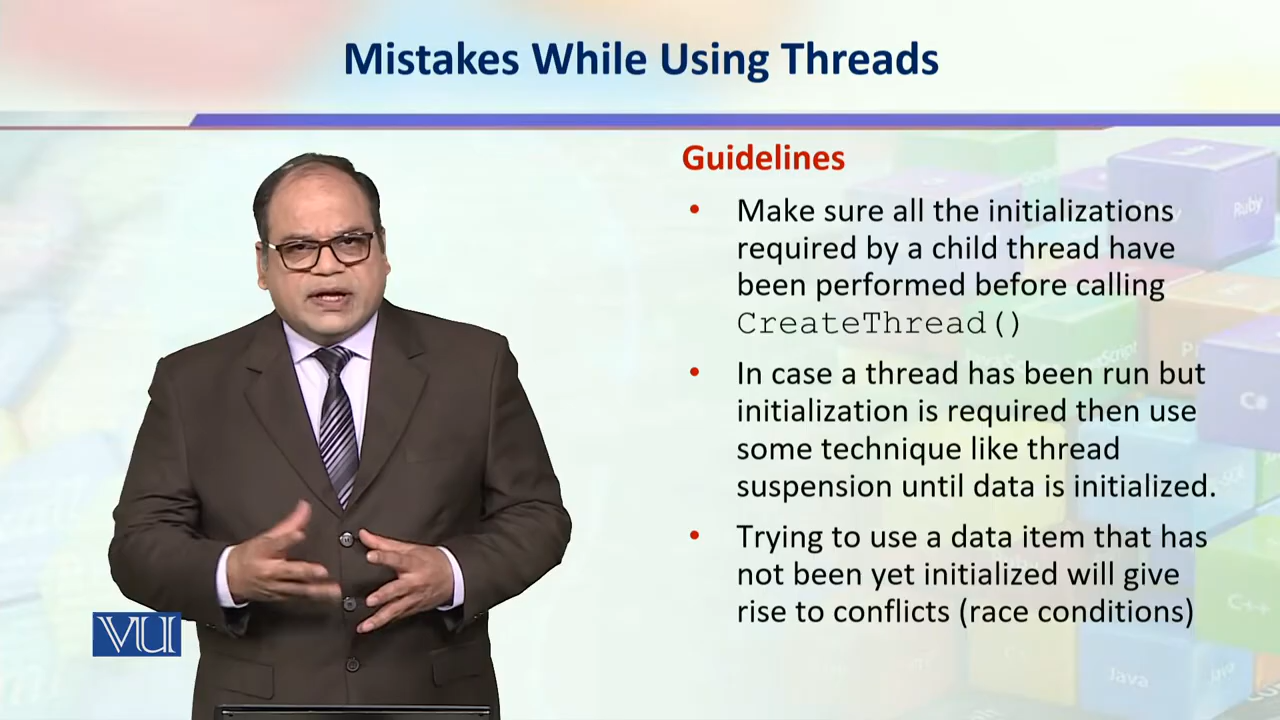 Mistakes While Using Threads
Guidelines
• Make sure all the initializations
required by a child thread have
been performed before calling
CreateThread()
• In case a thread has been run but
initialization is required then use
some technique like thread
suspension until data is initialized.
• Trying to use a data item that has
not been yet initialized will give
rise to conflicts (race conditions)
VU
Ruby
C#
C++
Java
Java